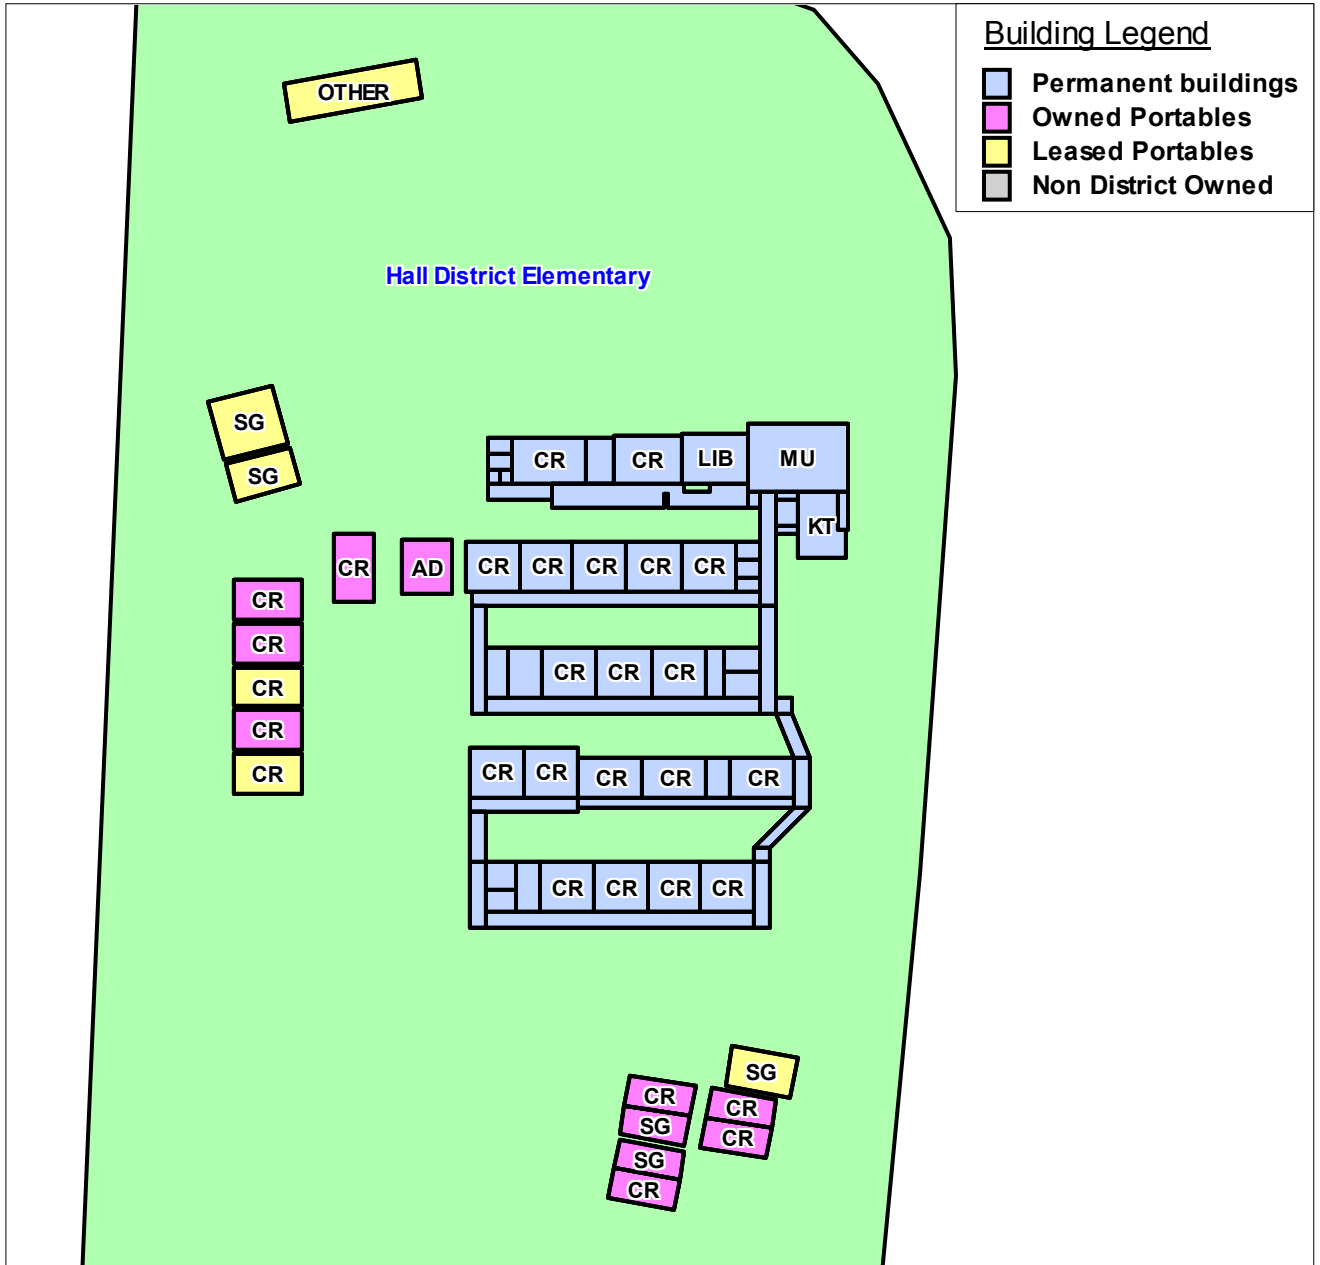 Building Legend
Permanent buildings
Owned Portables
Leased Portables
Non District Owned
OTHER
Hall District Elementary
SG
SG
CR CR LIB MU
KT
CR AD CR CR CR CR CR
CR
CR
CR
CR
CR
CR CR CR
CR CR CR CR CR
CR CR CR CR
SG
CR
SG
SG
CR
CR
CR